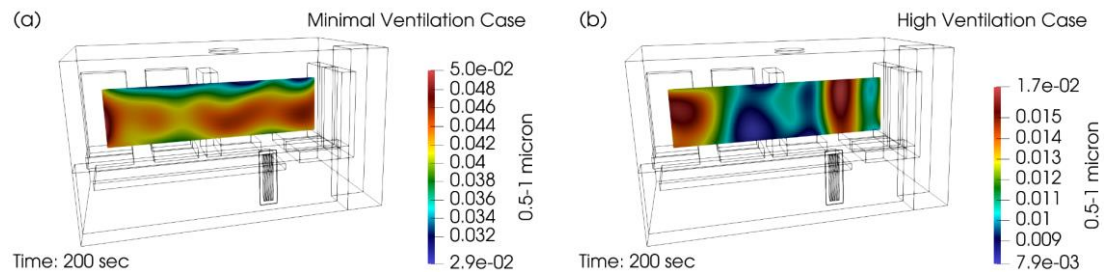 (a)
Minimal Ventilation Case
5.0e-02
0.048
0.046
0.044
0.042
0.04
0.038
0.036
0.034
0.032
2.9e-02
0.5-1 micron
Time: 200 sec
(b)
High Ventilation Case
1.7e-02
0.015
0.014
0.013
0.012
0.011
0.01
0.009
7.9e-03
0.5-1 micron
Time: 200 sec